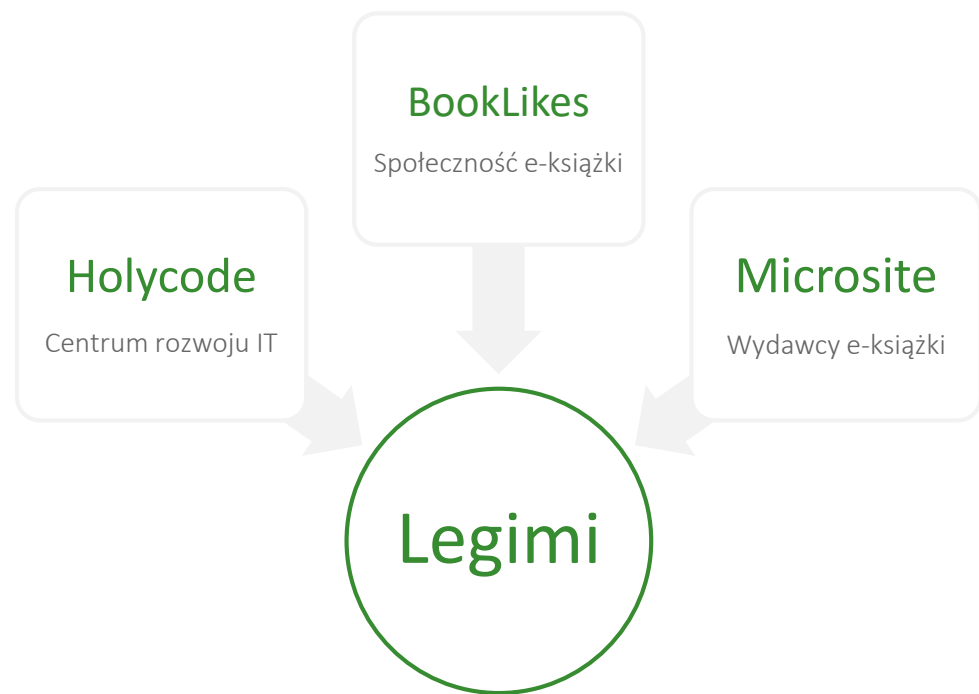 BookLikes
Społeczność e-książki
Holycode
Centrum rozwoju IT
Microsite
Wydawcy e-książki
Legimi